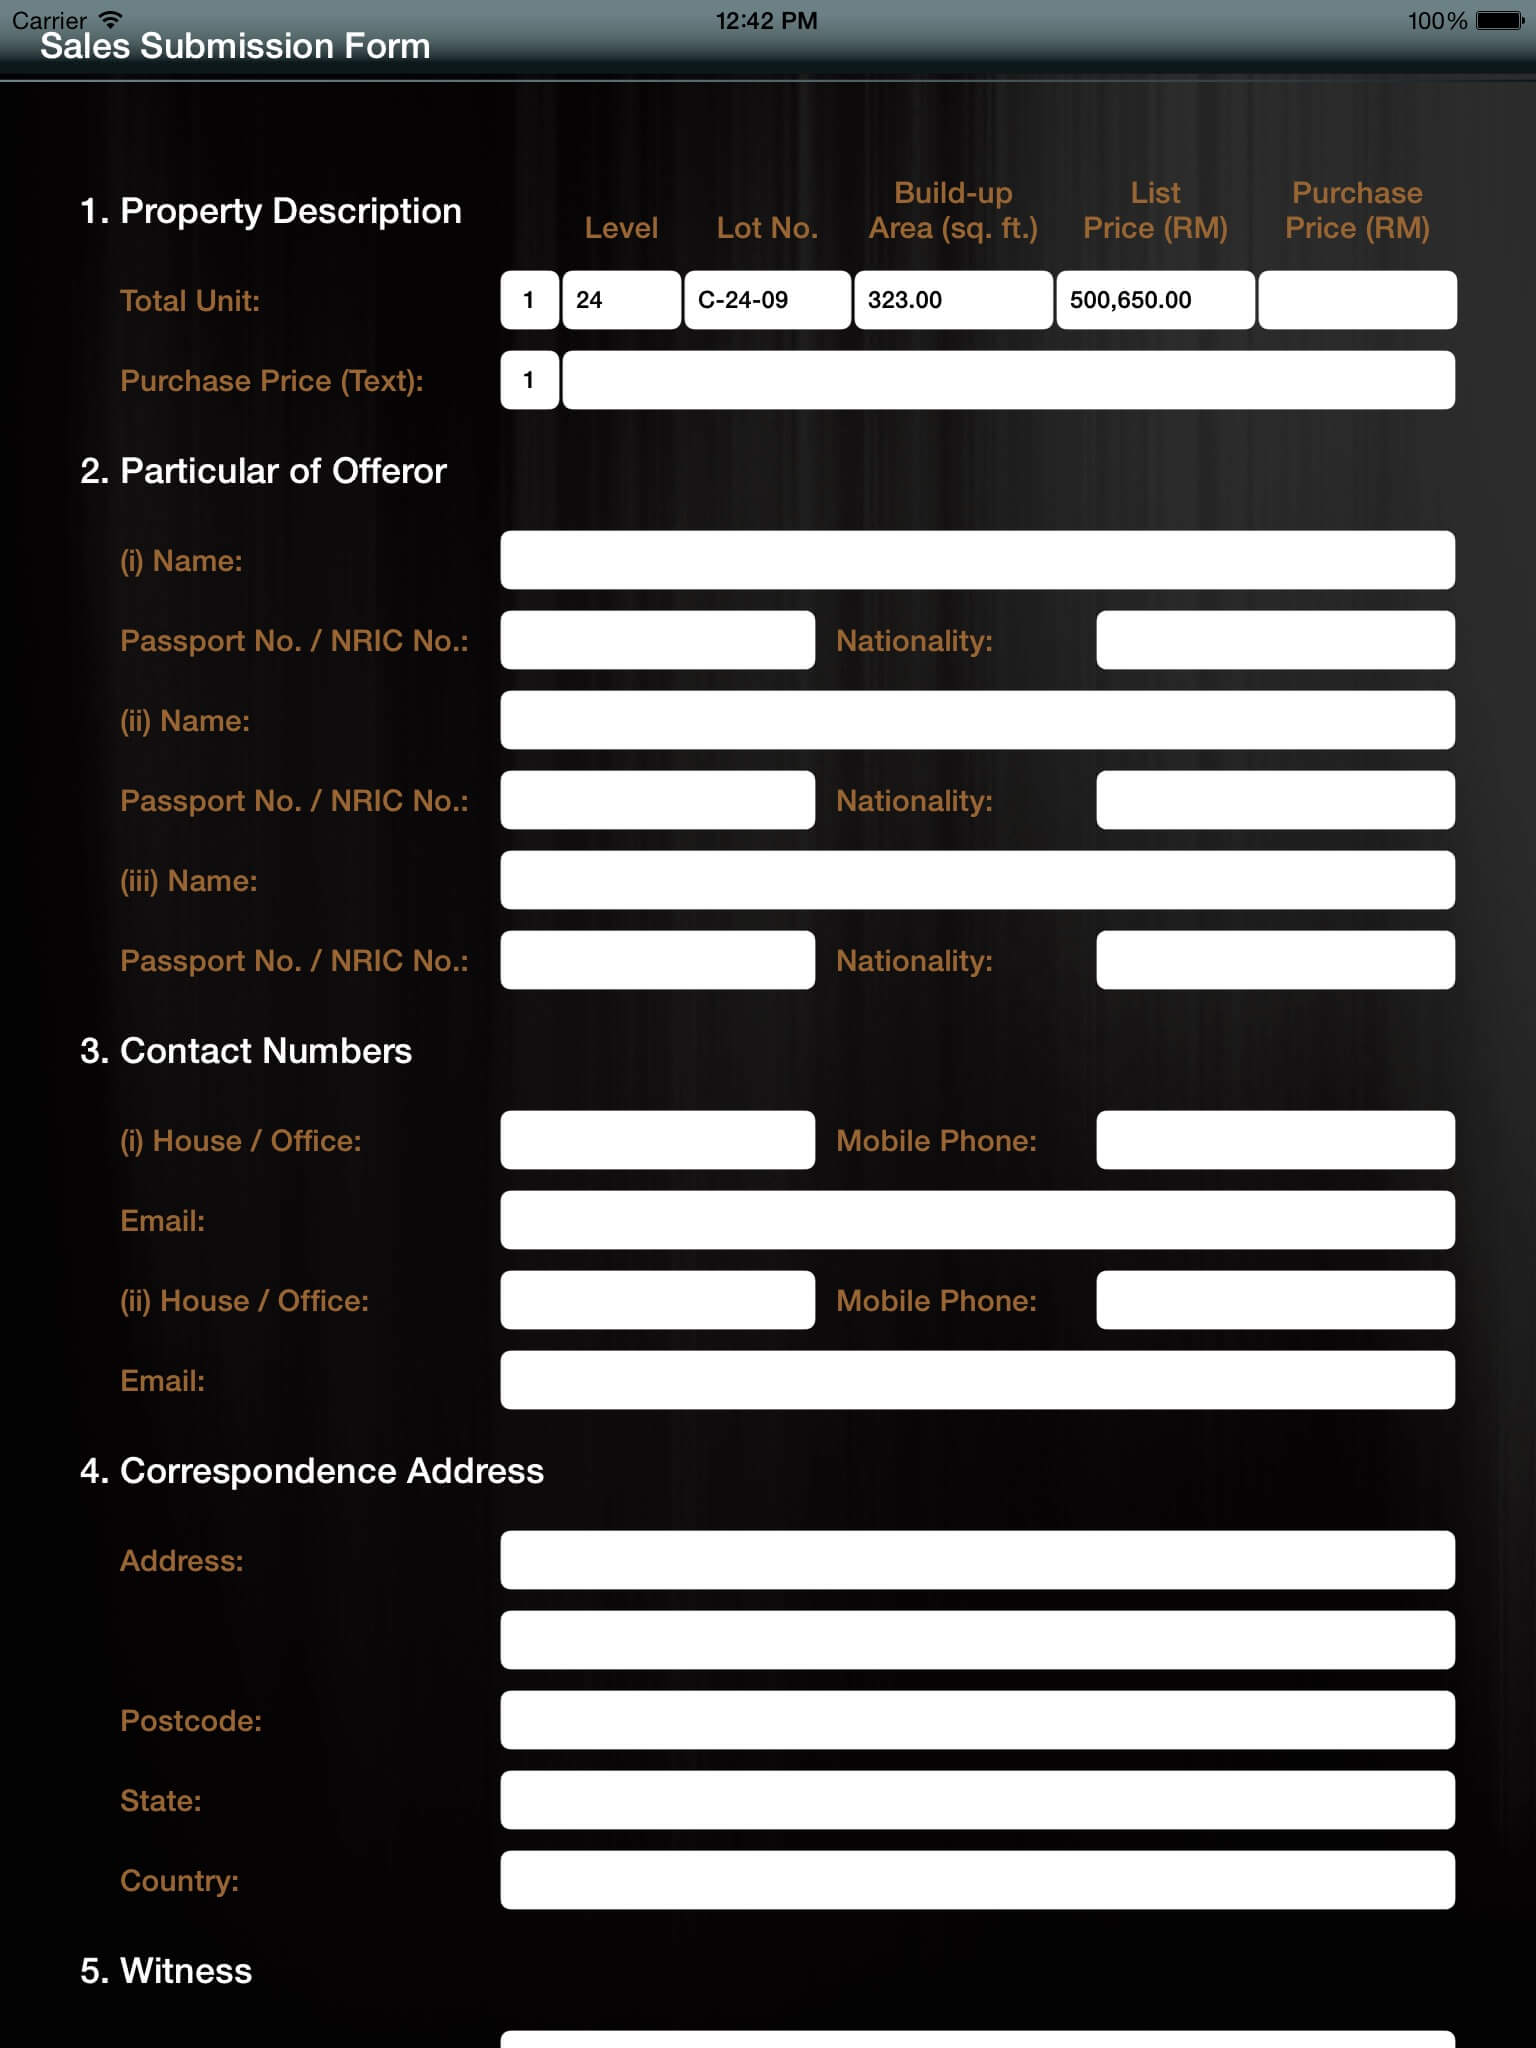 Carrier 12:42 PM 100%
Sales Submission Form
1. Property Description Level Lot No. Build-up Area (sq. ft.) List Price (RM) Purchase Price (RM)
Total Unit: 1 24 C-24-09 323.00 500,650.00
Purchase Price (Text): 1
2. Particular of Offeror
(i) Name:
Passport No. / NRIC No.: Nationality:
(ii) Name:
Passport No. / NRIC No.: Nationality:
(iii) Name:
Passport No. / NRIC No.: Nationality:
3. Contact Numbers
(i) House / Office: Mobile Phone:
Email:
(ii) House / Office: Mobile Phone:
Email:
4. Correspondence Address
Address:
Postcode:
State:
Country:
5. Witness